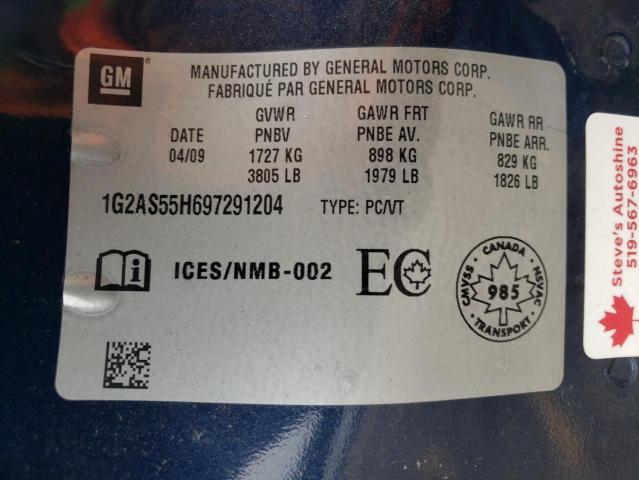 GM
MANUFACTURED BY GENERAL MOTORS CORP.
FABRIQUÉ PAR GENERAL MOTORS CORP.
DATE
04/09
GVWR
PNBV
1727 KG
3805 LB
GAWR FRT
PNBE AV.
898 KG
1979 LB
GAWR RR
PNBE ARR.
829 KG
1826 LB
1G2AS55H697291204 TYPE: PC/VT
i ICES/NMB-002 EC
CANADA
CMVSS
985
NSVAC
TRANSPORT
Steve's Autoshine
519-567-6963